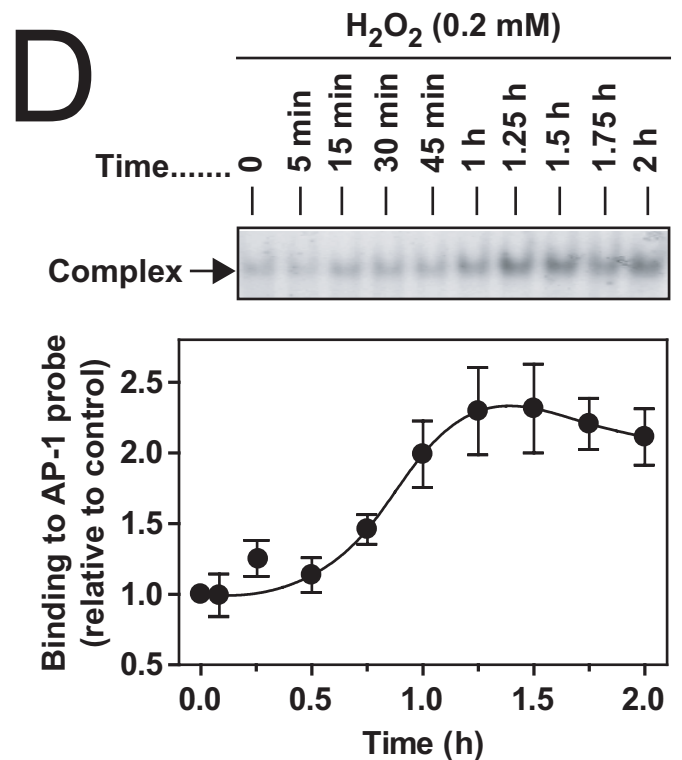 D
H2O2 (0.2 mM)
Time....... 0 5 min 15 min 30 min 45 min 1 h 1.25 h 1.5 h 1.75 h 2 h
Complex
Binding to AP-1 probe
(relative to control)
2.5
2.0
1.5
1.0
0.5
0.0 0.5 1.0 1.5 2.0
Time (h)